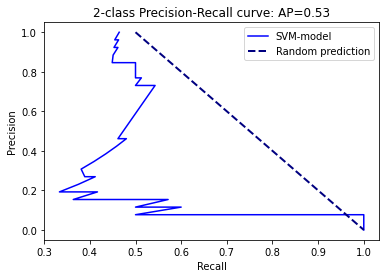 2-class Precision-Recall curve: AP=0.53
SVM-model
Random prediction
Precision
1.0
0.8
0.6
0.4
0.2
0.0
0.3 0.4 0.5 0.6 0.7 0.8 0.9 1.0
Recall